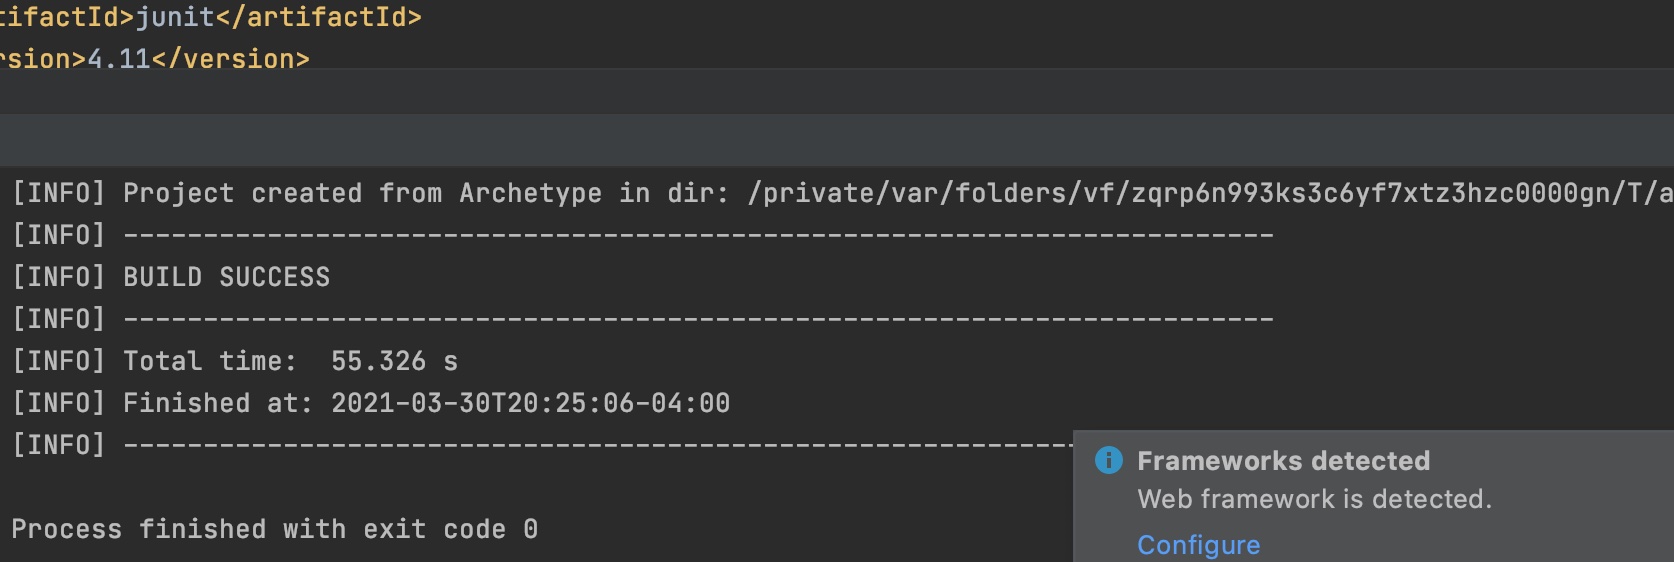 tifactId>junit</artifactId>
rsion>4.11</version>
[INFO] Project created from Archetype in dir: /private/var/folders/vf/zqrp6n993ks3c6yf7xtz3hzc0000gn/T/a
[INFO] ------------------------------------------------------------------------
[INFO] BUILD SUCCESS
[INFO] ------------------------------------------------------------------------
[INFO] Total time:  55.326 s
[INFO] Finished at: 2021-03-30T20:25:06-04:00
[INFO] ------------------------------------------------------------
Frameworks detected
Web framework is detected.
Configure
Process finished with exit code 0